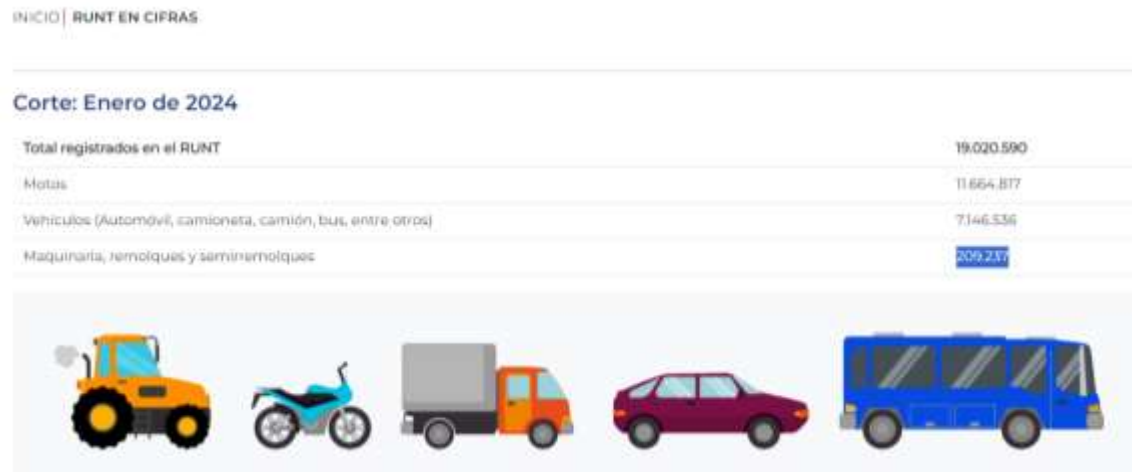 INICIO | RUNT EN CIFRAS
Corte: Enero de 2024
Total registrados en el RUNT 19.020.590
Motos 11.664.817
Vehículos (Automóvil, camioneta, camión, bus, entre otros) 7.146.536
Maquinaria, remolques y semirremolques 209.237